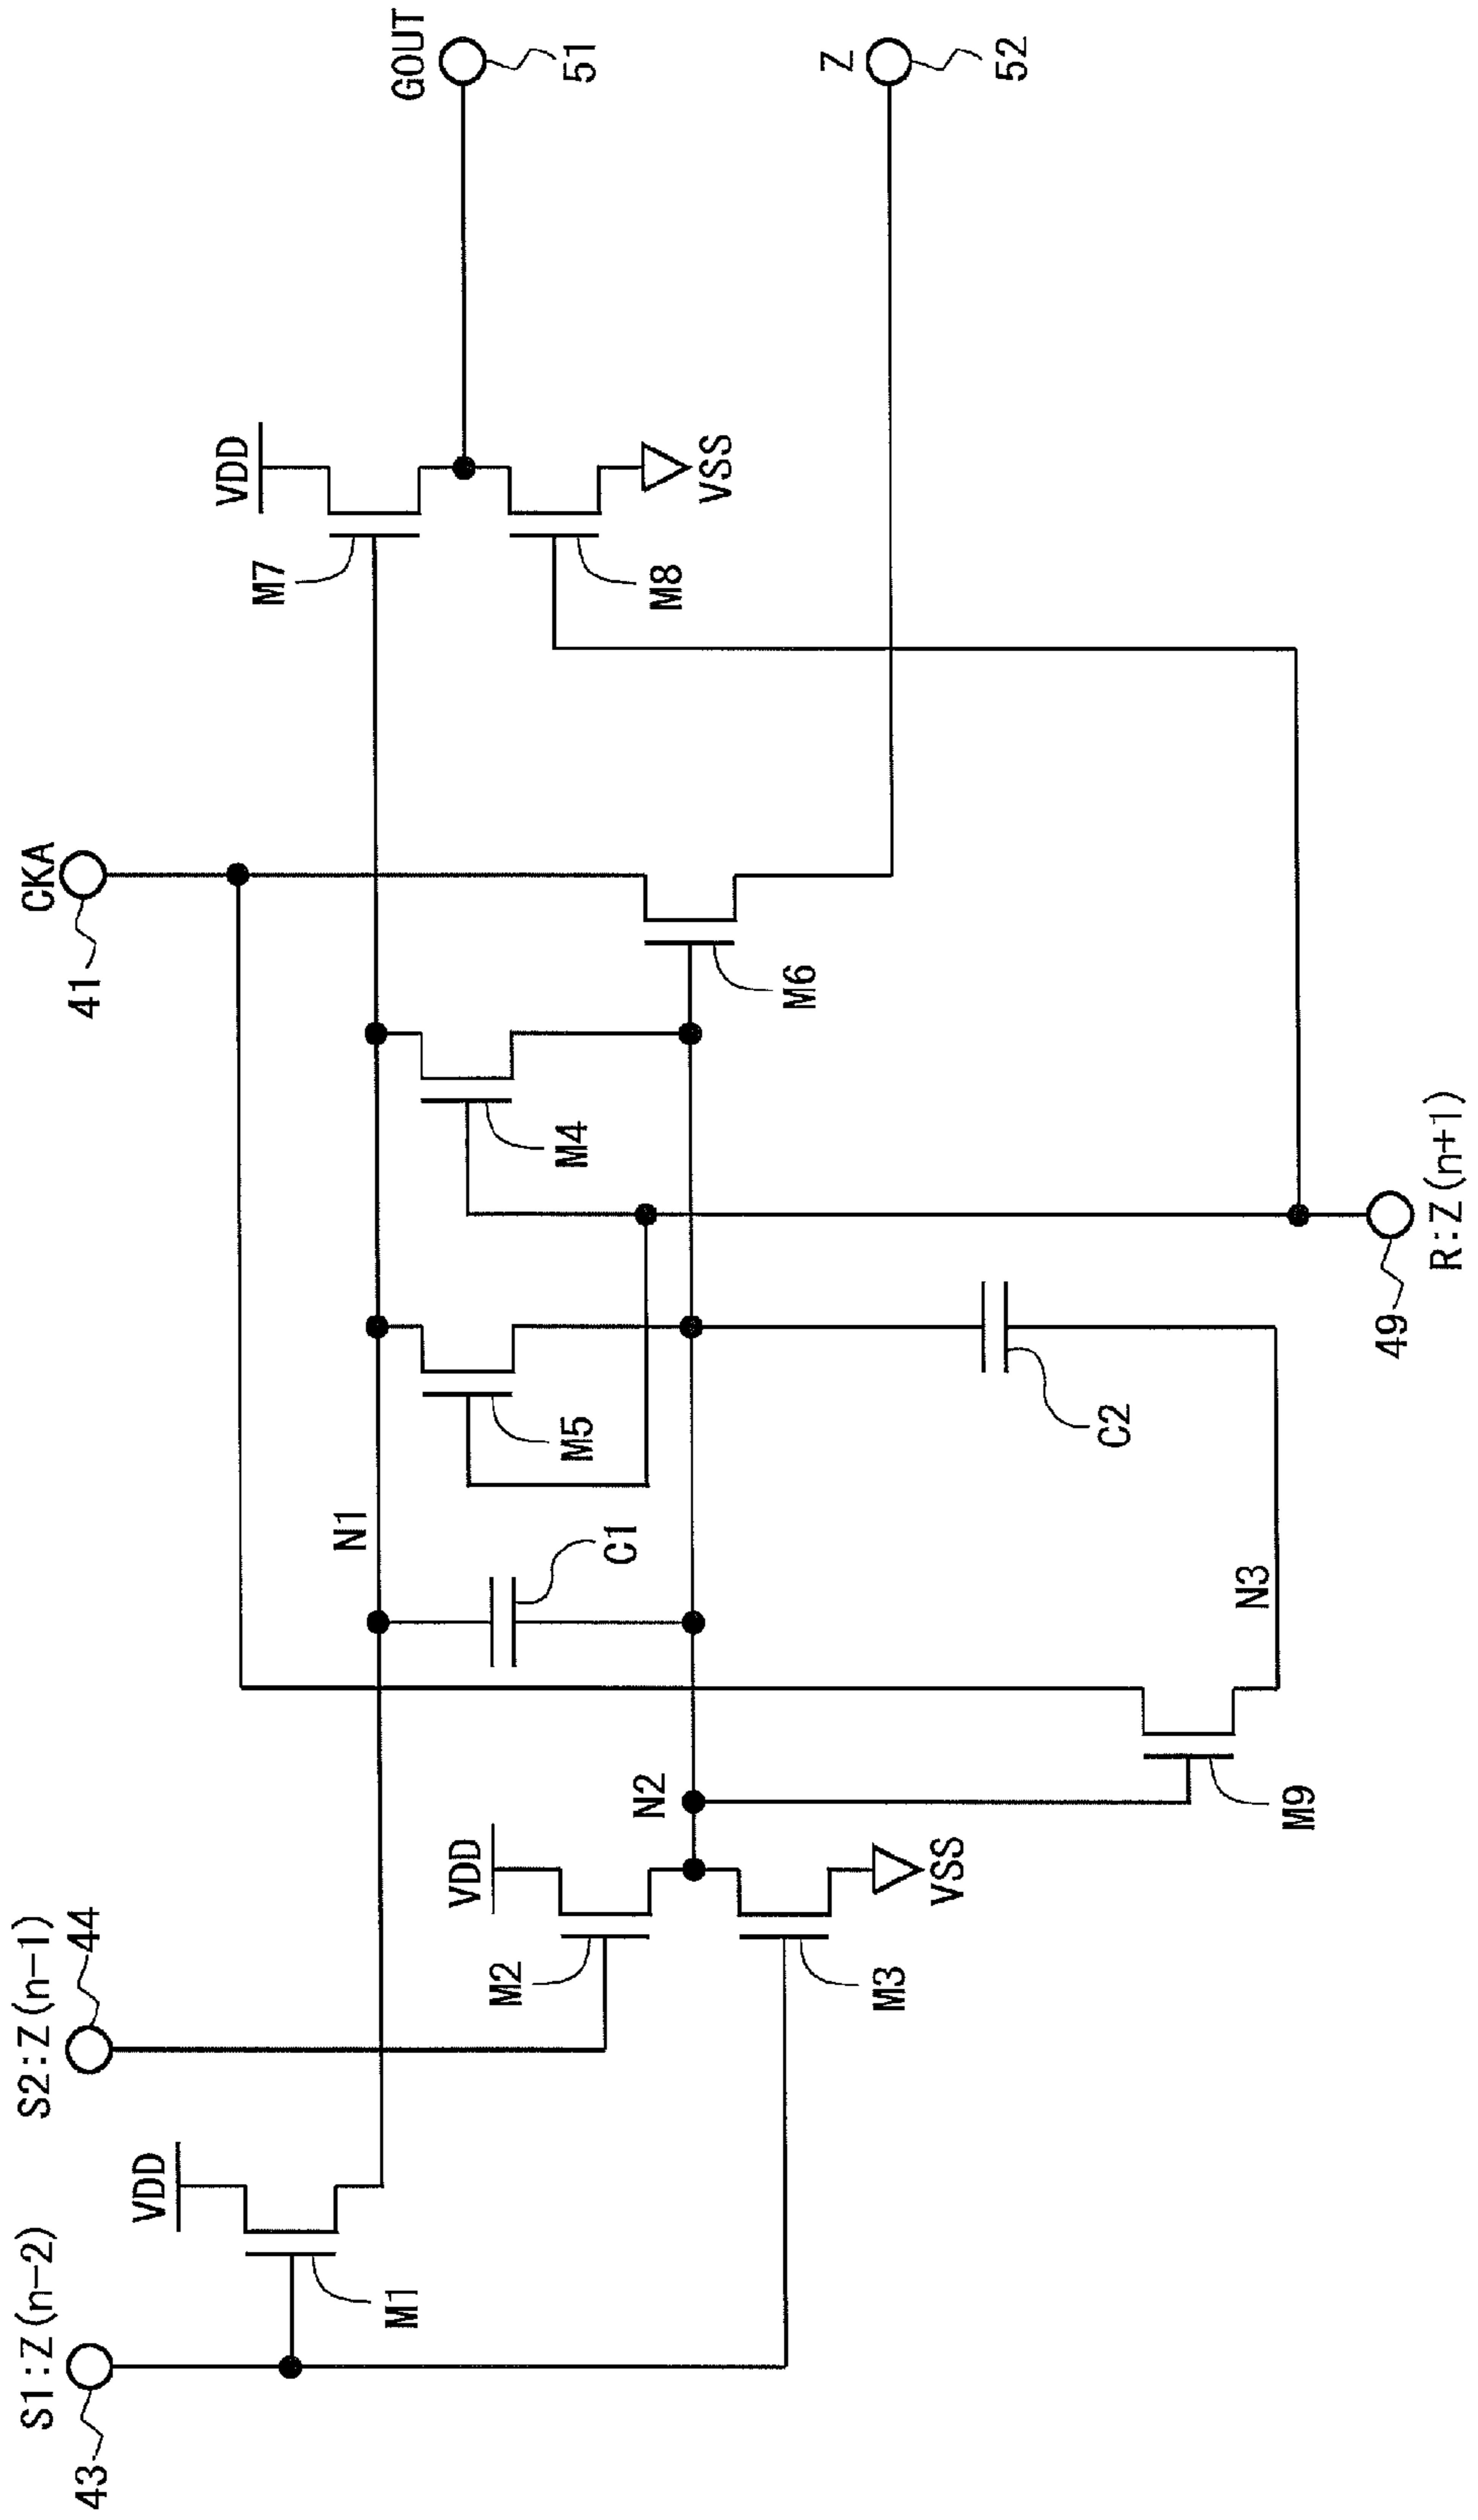 S1:Z(n-2)
43
S2:Z(n-1)
44
CKA
41
GOUT
51
Z
52
VDD
M1
VDD
M2
N2
M3
VSS
N1
C1
M5
M4
M6
VDD
M7
M8
VSS
M9
N3
C2
49
R:Z(n+1)